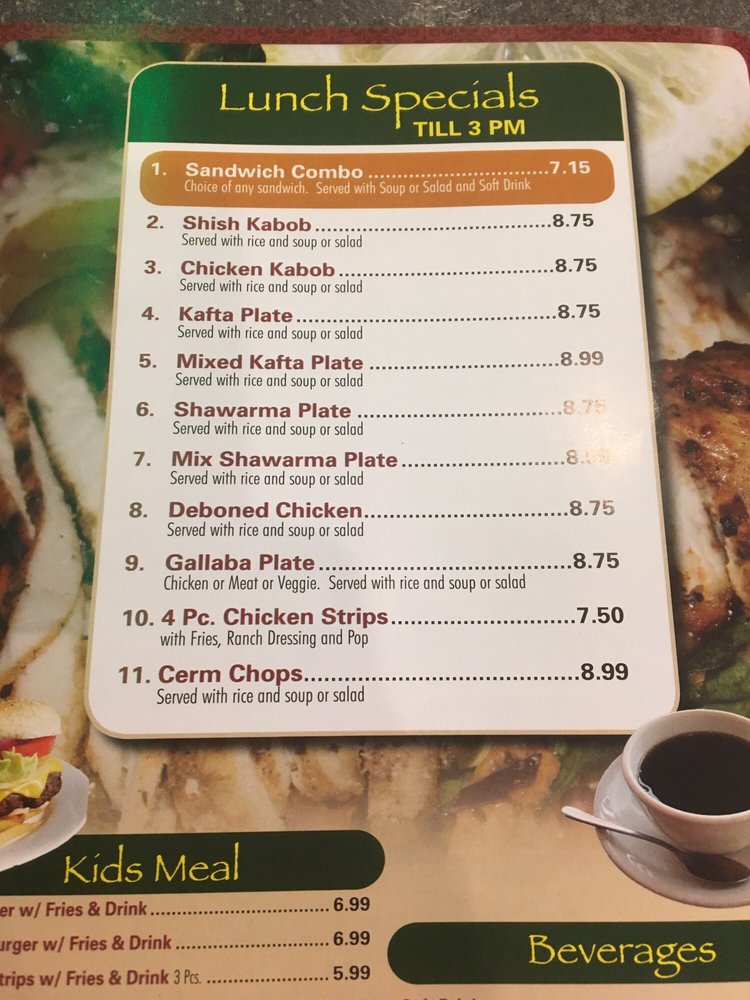 Lunch Specials
TILL 3 PM
1. Sandwich Combo ....................................7.15
Choice of any sandwich. Served with Soup or Salad and Soft Drink
2. Shish Kabob ..........................................8.75
Served with rice and soup or salad
3. Chicken Kabob ......................................8.75
Served with rice and soup or salad
4. Kafta Plate .............................................8.75
Served with rice and soup or salad
5. Mixed Kafta Plate .................................8.99
Served with rice and soup or salad
6. Shawarma Plate ...................................8.75
Served with rice and soup or salad
7. Mix Shawarma Plate
Served with rice and soup or salad
8. Deboned Chicken..................................8.75
Served with rice and soup or salad
9. Gallaba Plate .........................................8.75
Chicken or Meat or Veggie. Served with rice and soup or salad
10. 4 Pc. Chicken Strips.............................7.50
with Fries, Ranch Dressing and Pop
11. Cerm Chops..........................................8.99
Served with rice and soup or salad
Kids Meal
w/ Fries & Drink ................................ 6.99
w/ Fries & Drink ........................... 6.99
w/ Fries & Drink 3 Pcs. ..................... 5.99
Beverages